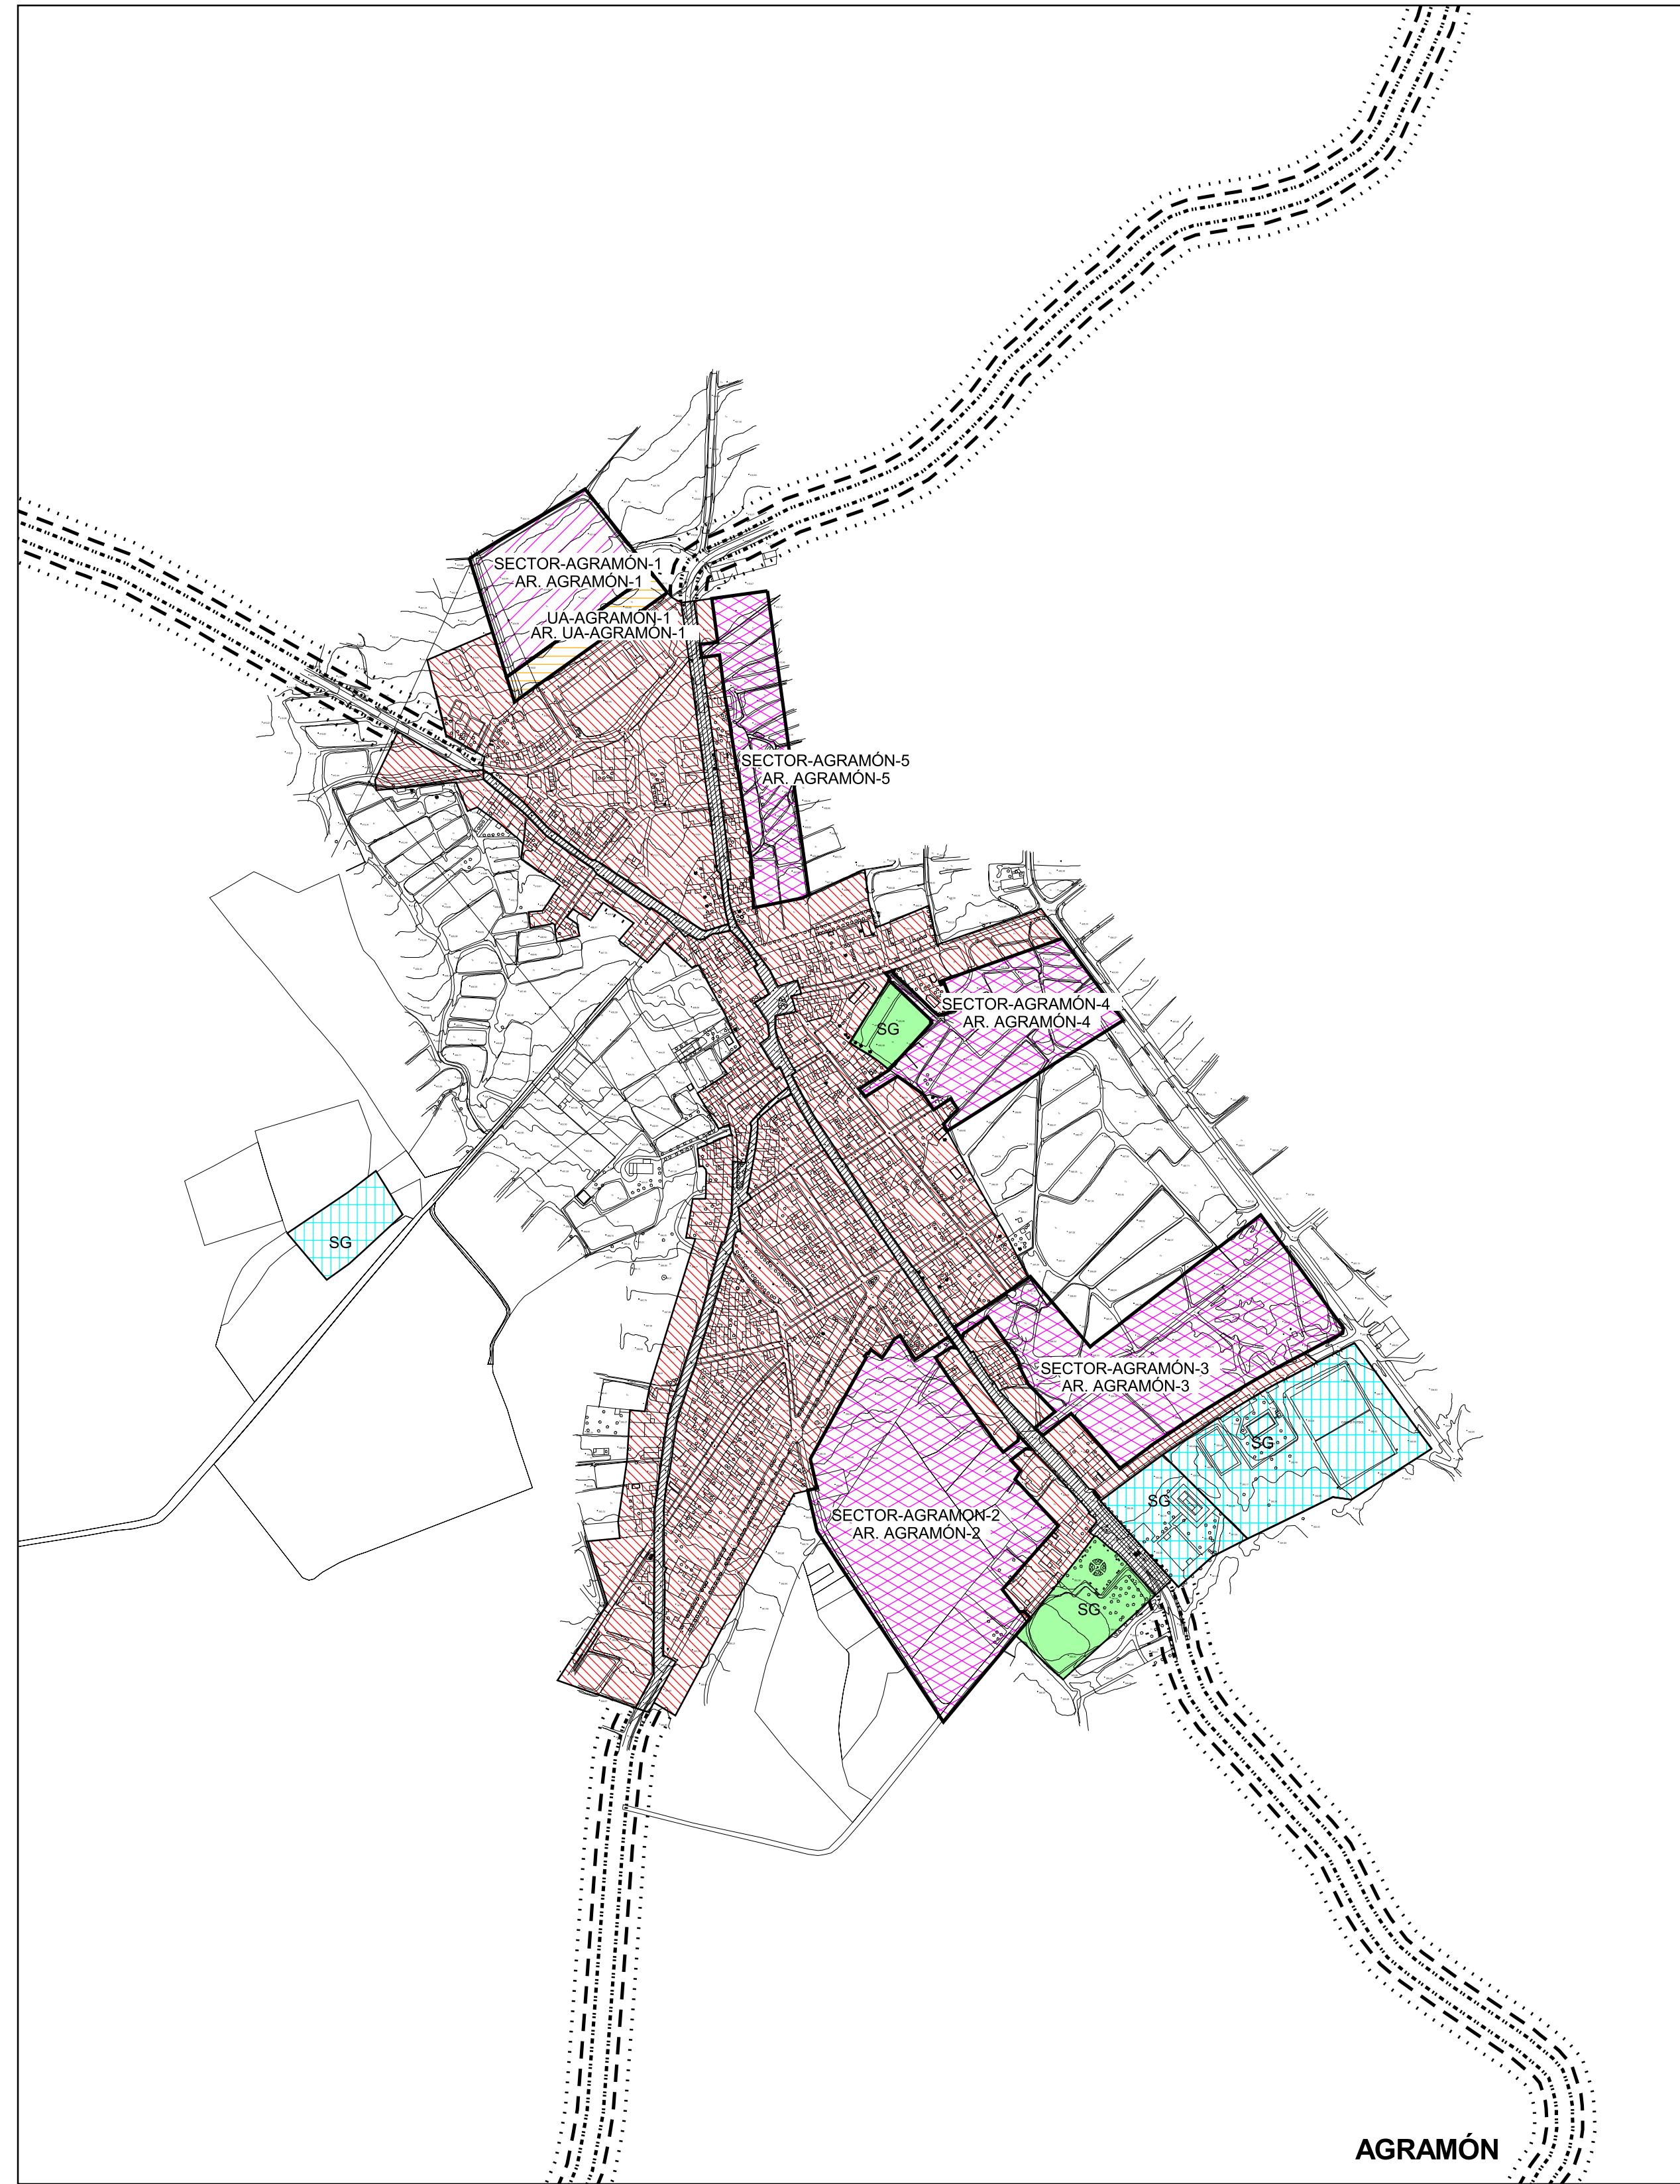 SECTOR-AGRAMÓN-1
AR. AGRAMÓN-1
UA-AGRAMÓN-1
AR. UA-AGRAMÓN-1
SECTOR-AGRAMÓN-5
AR. AGRAMÓN-5
SECTOR-AGRAMÓN-4
AR. AGRAMÓN-4
SG
SG
SECTOR-AGRAMÓN-3
AR. AGRAMÓN-3
SG
SG
SECTOR-AGRAMÓN-2
AR. AGRAMÓN-2
SG
AGRAMÓN